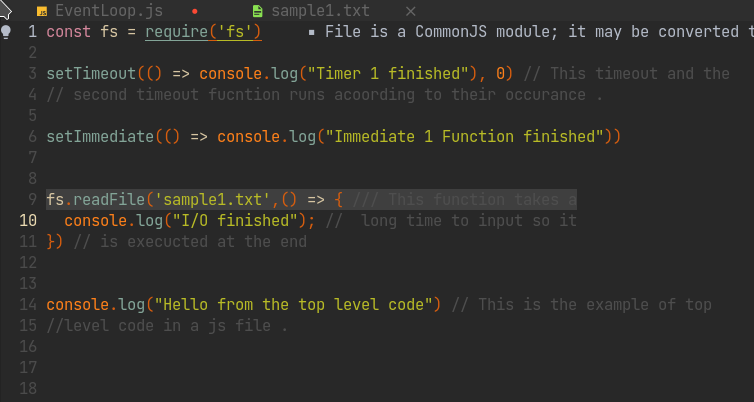 EventLoop.js sample1.txt
1 const fs = require('fs') File is a CommonJS module; it may be converted t
2
3 setTimeout(() => console.log("Timer 1 finished"), 0) // This timeout and the
4 // second timeout fucntion runs acoording to their occurance .
5
6 setImmediate(() => console.log("Immediate 1 Function finished"))
7
8
9 fs.readFile('sample1.txt',() => { /// This function takes a
10 console.log("I/O finished"); // long time to input so it
11 }) // is execucted at the end
12
13
14 console.log("Hello from the top level code") // This is the example of top
15 //level code in a js file .
16
17
18